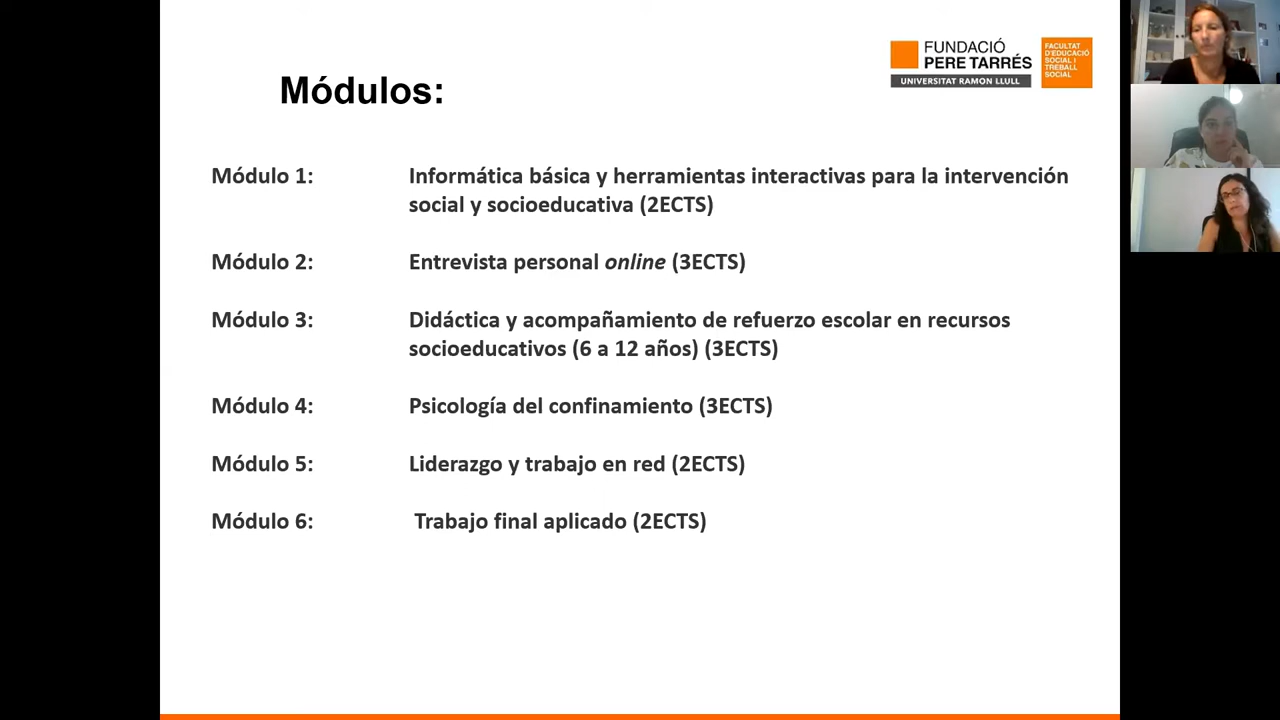 FUNDACIÓ
PERE TARRÉS
UNIVERSITAT RAMON LLULL
FACULTAT
D'EDUCACIÓ
SOCIAL I
TREBALL
SOCIAL
Módulos:
Módulo 1: Informática básica y herramientas interactivas para la intervención
social y socioeducativa (2ECTS)
Módulo 2: Entrevista personal online (3ECTS)
Módulo 3: Didáctica y acompañamiento de refuerzo escolar en recursos
socioeducativos (6 a 12 años) (3ECTS)
Módulo 4: Psicología del confinamiento (3ECTS)
Módulo 5: Liderazgo y trabajo en red (2ECTS)
Módulo 6: Trabajo final aplicado (2ECTS)